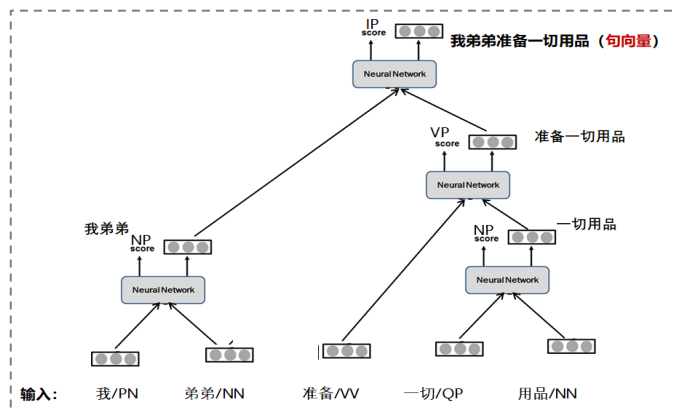 IP
score
我弟弟准备一切用品（句向量）
Neural Network
VP
score
准备一切用品
Neural Network
我弟弟
NP
score
NP
score
一切用品
Neural Network
Neural Network
输入： 我/PN 弟弟/NN 准备/VV 一切/QP 用品/NN